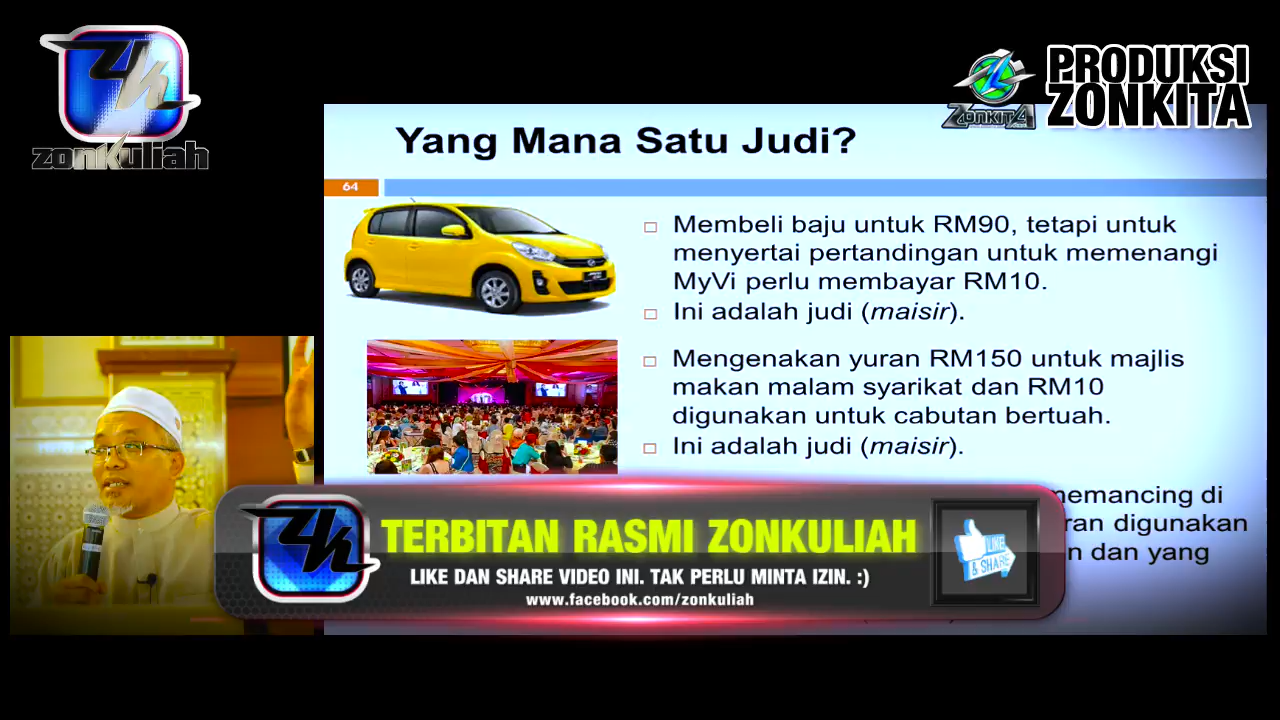 ZK
zonkuliah
ZONKITA
PRODUKSI
ZONKITA
Yang Mana Satu Judi?
64
Membeli baju untuk RM90, tetapi untuk
menyertai pertandingan untuk memenangi
MyVi perlu membayar RM10.
Ini adalah judi (maisir).
Mengenakan yuran RM150 untuk majlis
makan malam syarikat dan RM10
digunakan untuk cabutan bertuah.
Ini adalah judi (maisir).
memancing di
digunakan
dan yang
ZK
TERBITAN RASMI ZONKULIAH
LIKE DAN SHARE VIDEO INI. TAK PERLU MINTA IZIN. :)
www.facebook.com/zonkuliah
LIKE
& SHARE